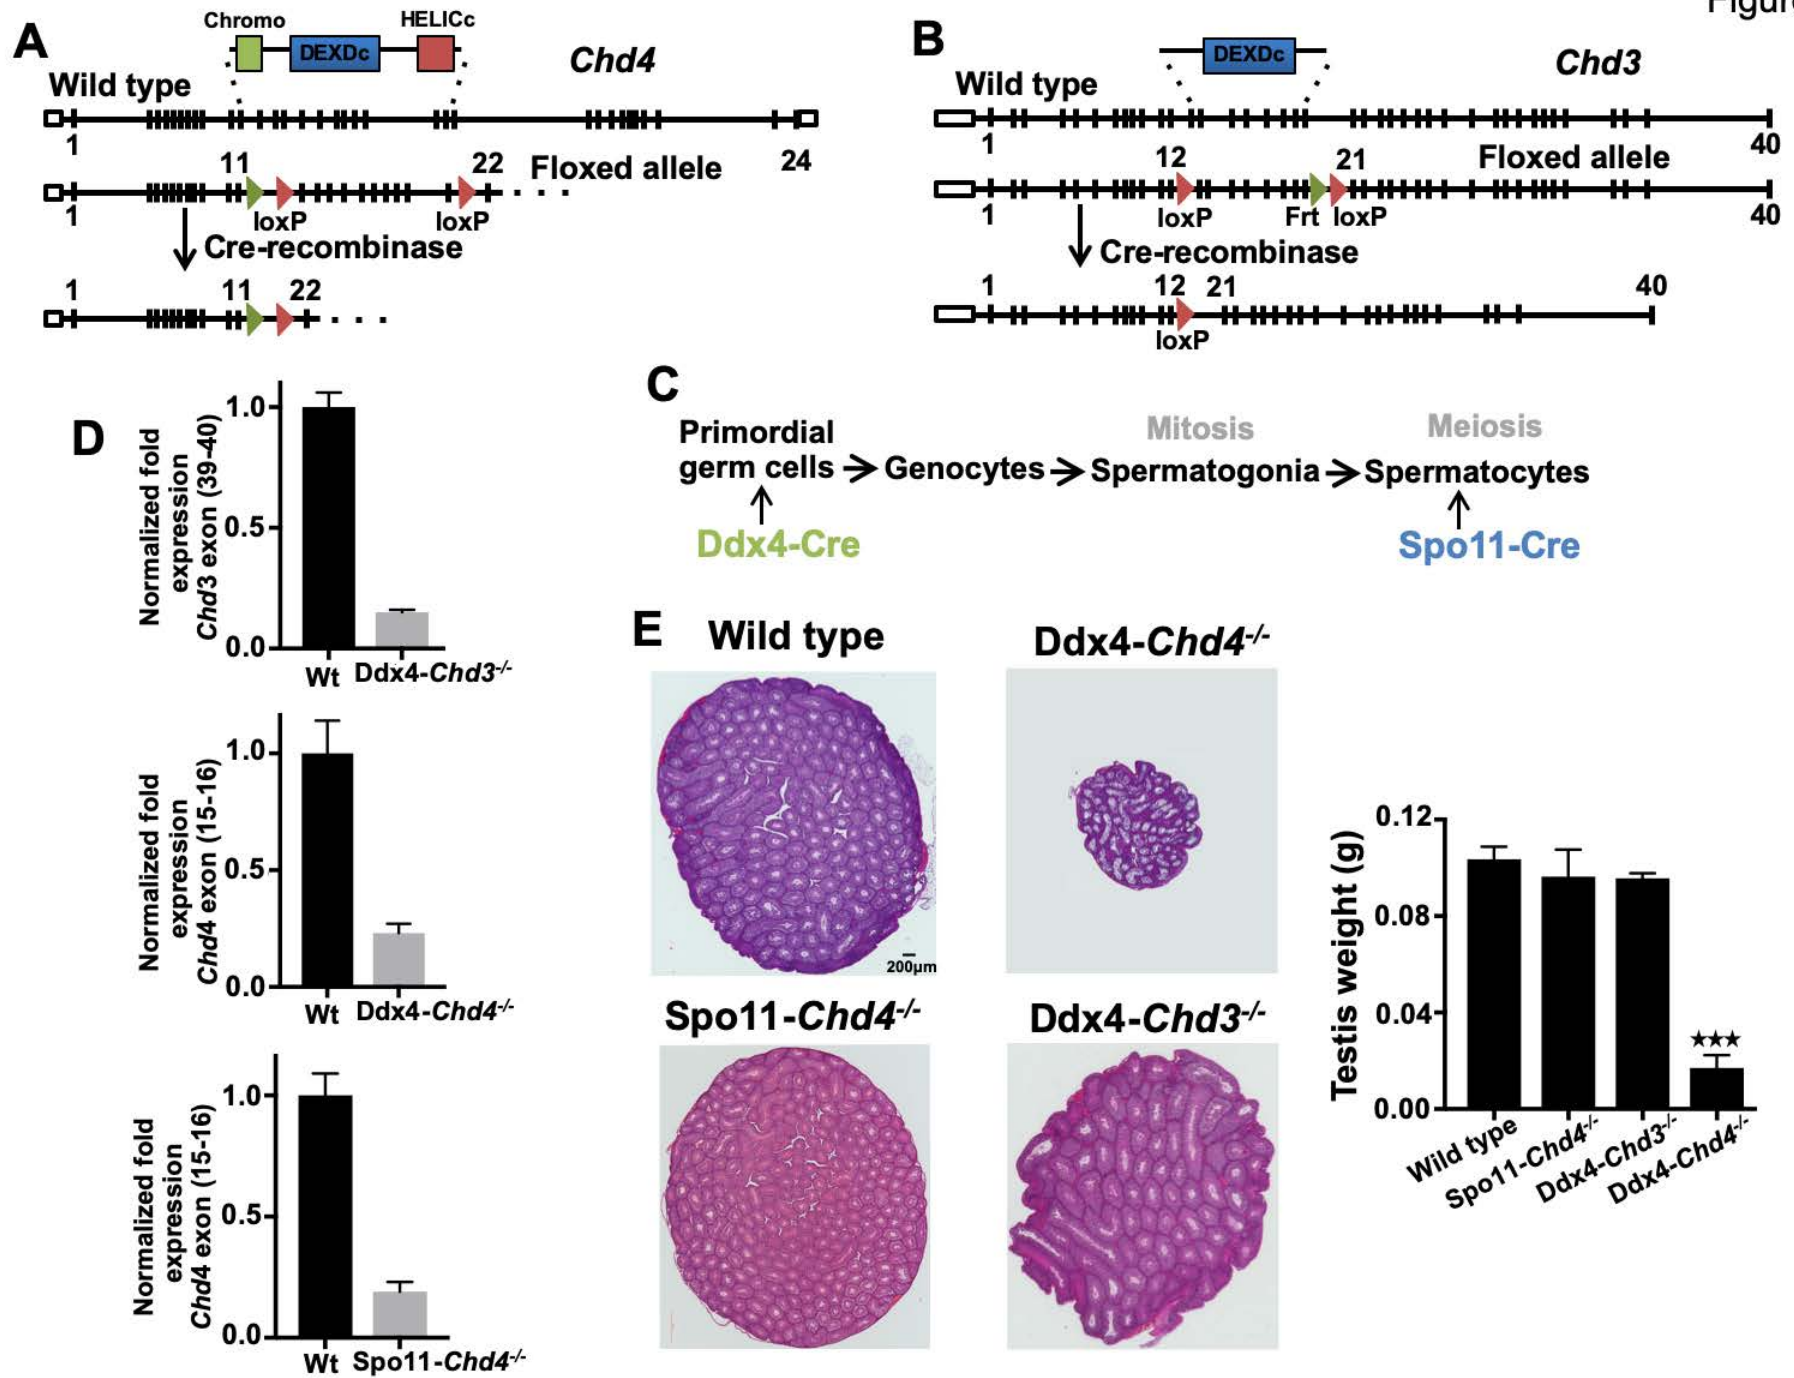 Figure
A
Chromo
HELICc
DEXDc
Chd4
Wild type
1
24
11
22
Floxed allele
1
loxP
loxP
Cre-recombinase
1
11
22
B
DEXDc
Chd3
Wild type
1
40
12
21
Floxed allele
1
loxP
Frt
loxP
40
Cre-recombinase
1
12
21
40
loxP
C
Primordial
germ cells
Genocytes
Mitosis
Spermatogonia
Meiosis
Spermatocytes
Ddx4-Cre
Spo11-Cre
D
Normalized fold
expression
Chd3 exon (39-40)
1.0
0.5
0.0
Wt
Ddx4-Chd3-/-
Normalized fold
expression
Chd4 exon (15-16)
1.0
0.5
0.0
Wt
Ddx4-Chd4-/-
Normalized fold
expression
Chd4 exon (15-16)
1.0
0.5
0.0
Wt
Spo11-Chd4-/-
E
Wild type
Ddx4-Chd4-/-
200µm
Spo11-Chd4-/-
Ddx4-Chd3-/-
Testis weight (g)
0.12
0.08
0.04
0.00
★★★
Wild type
Spo11-Chd4-/-
Ddx4-Chd3-/-
Ddx4-Chd4-/-